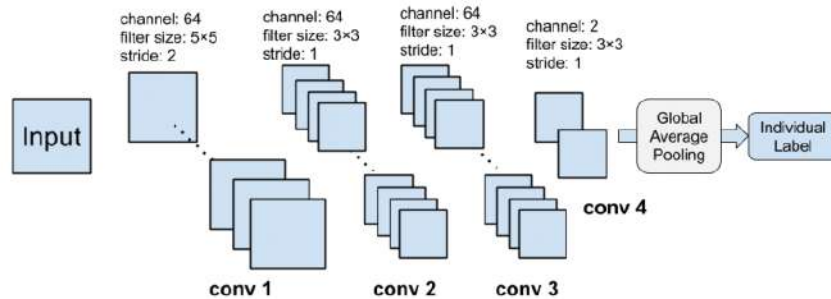 channel: 64
filter size: 5×5
stride: 2
channel: 64
filter size: 3×3
stride: 1
channel: 64
filter size: 3×3
stride: 1
channel: 2
filter size: 3×3
stride: 1
Input
Global
Average
Pooling
Individual
Label
conv 1
conv 2
conv 3
conv 4